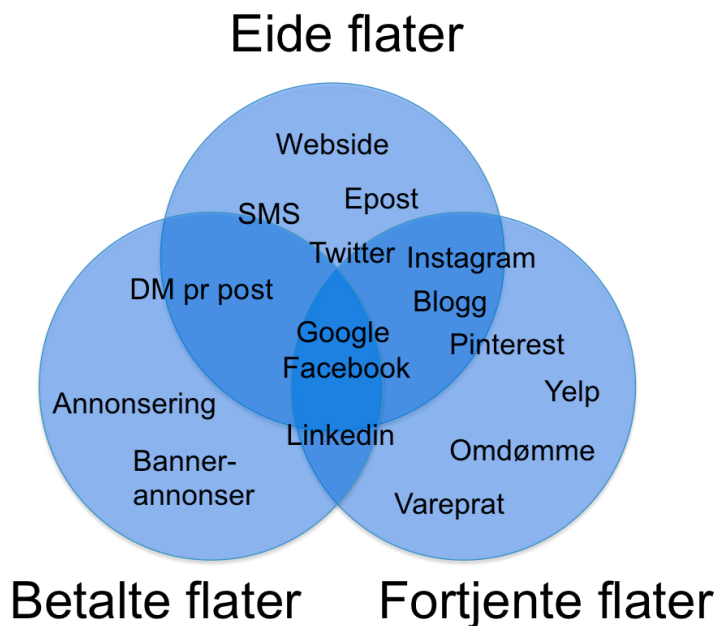 Eide flater
Webside
Epost
SMS
Twitter
Instagram
DM pr post
Blogg
Google
Pinterest
Facebook
Yelp
Annonsering
Linkedin
Omdømme
Banner-
annonser
Vareprat
Betalte flater
Fortjente flater